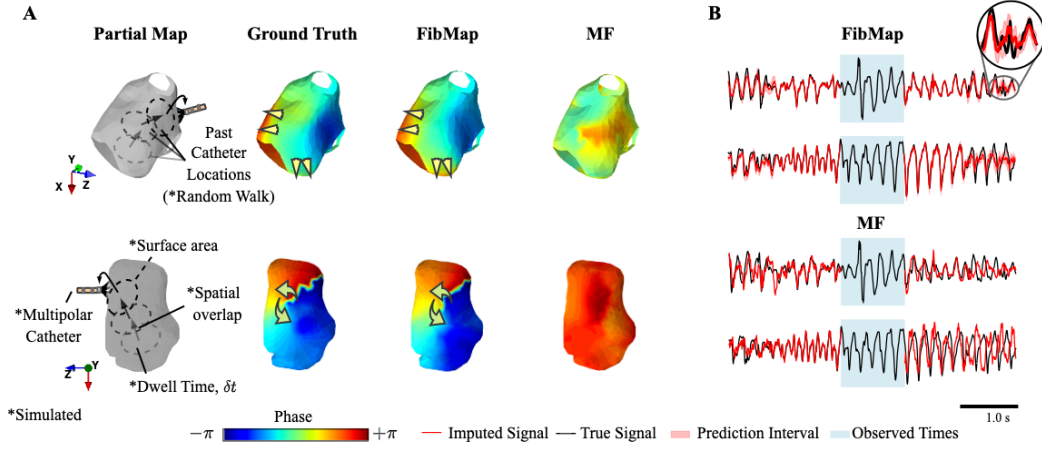 A
B
Partial Map
Ground Truth
FibMap
MF
FibMap
Past
Catheter
Locations
(*Random Walk)
Y
Z
X
MF
*Surface area
*Spatial
overlap
*Multipolar
Catheter
*Dwell Time, δt
Z
Y
*Simulated
Phase
−π
+π
Imputed Signal
True Signal
Prediction Interval
Observed Times
1.0 s